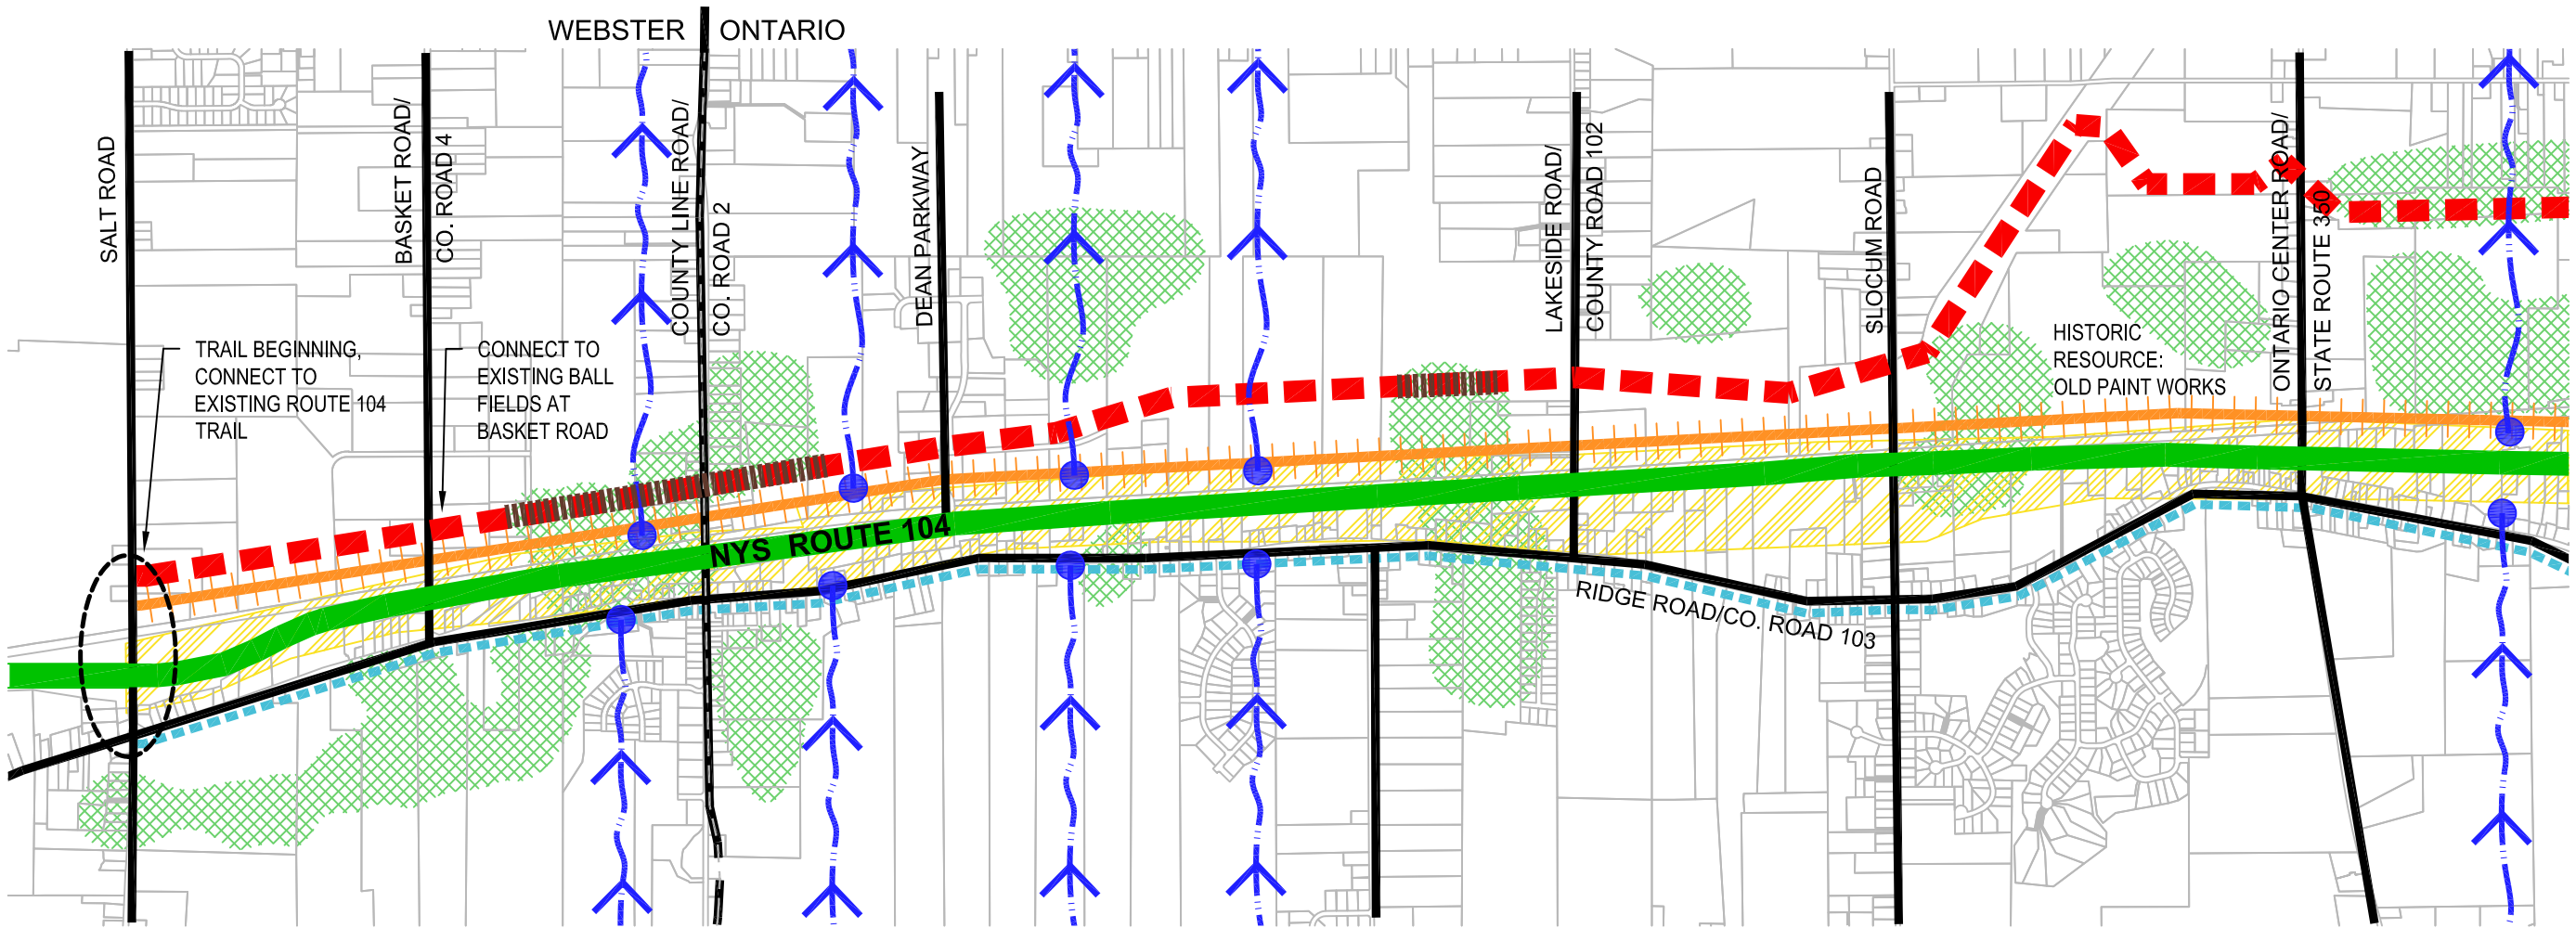 WEBSTER
ONTARIO
SALT ROAD
BASKET ROAD/
CO. ROAD 4
COUNTY LINE ROAD/
CO. ROAD 2
DEAN PARKWAY
LAKESIDE ROAD/
COUNTY ROAD 102
SLOCUM ROAD
ONTARIO CENTER ROAD/
STATE ROUTE 350
TRAIL BEGINNING,
CONNECT TO
EXISTING ROUTE 104
TRAIL
CONNECT TO
EXISTING BALL
FIELDS AT
BASKET ROAD
HISTORIC
RESOURCE:
OLD PAINT WORKS
NYS ROUTE 104
RIDGE ROAD/CO. ROAD 103